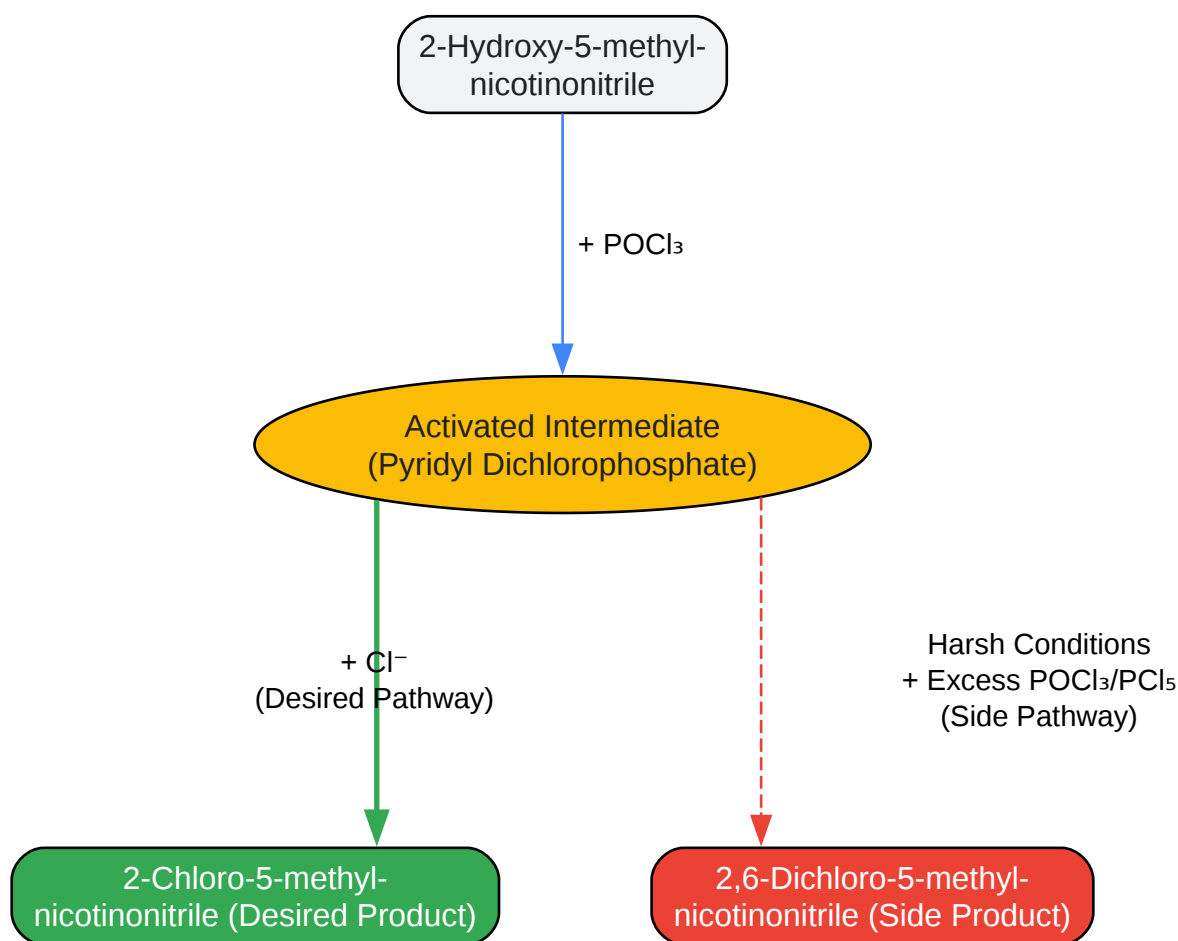 2-Hydroxy-5-methyl-
nicotinonitrile
+ POCl₃
Activated Intermediate
(Pyridyl Dichlorophosphate)
+ Cl⁻
(Desired Pathway)
Harsh Conditions
+ Excess POCl₃/PCl₅
(Side Pathway)
2-Chloro-5-methyl-
nicotinonitrile (Desired Product)
2,6-Dichloro-5-methyl-
nicotinonitrile (Side Product)